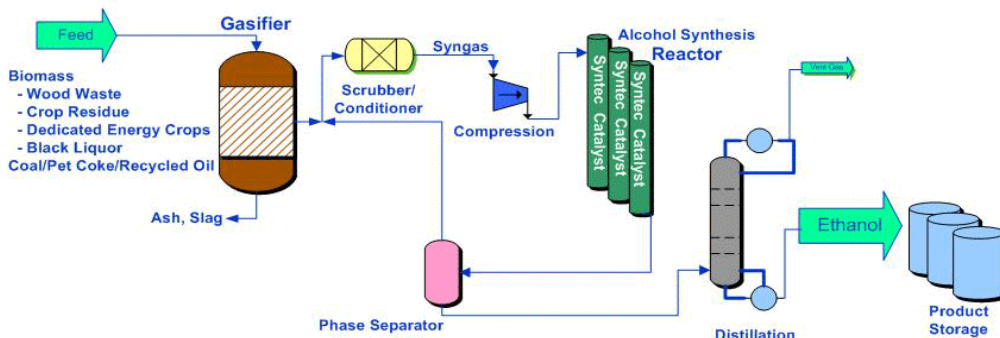 Feed
Gasifier
Biomass
- Wood Waste
- Crop Residue
- Dedicated Energy Crops
- Black Liquor
Coal/Pet Coke/Recycled Oil
Ash, Slag
Scrubber/
Conditioner
Syngas
Compression
Alcohol Synthesis
Reactor
Syntec Catalyst
Syntec Catalyst
Syntec Catalyst
Vent Gas
Phase Separator
Distillation
Ethanol
Product
Storage